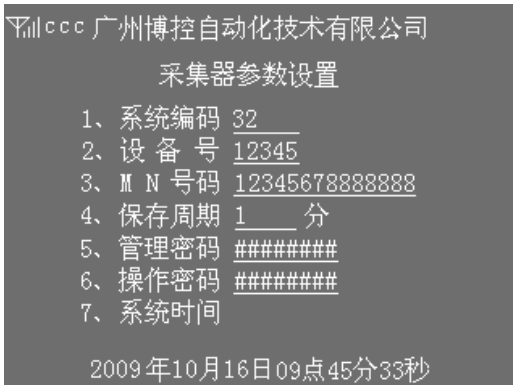 ccc 广州博控自动化技术有限公司
采集器参数设置
1、系统编码 32
2、设 备 号 12345
3、M N 号码 12345678888888
4、保存周期 1 分
5、管理密码 ########
6、操作密码 ########
7、系统时间
2009年10月16日09点45分33秒